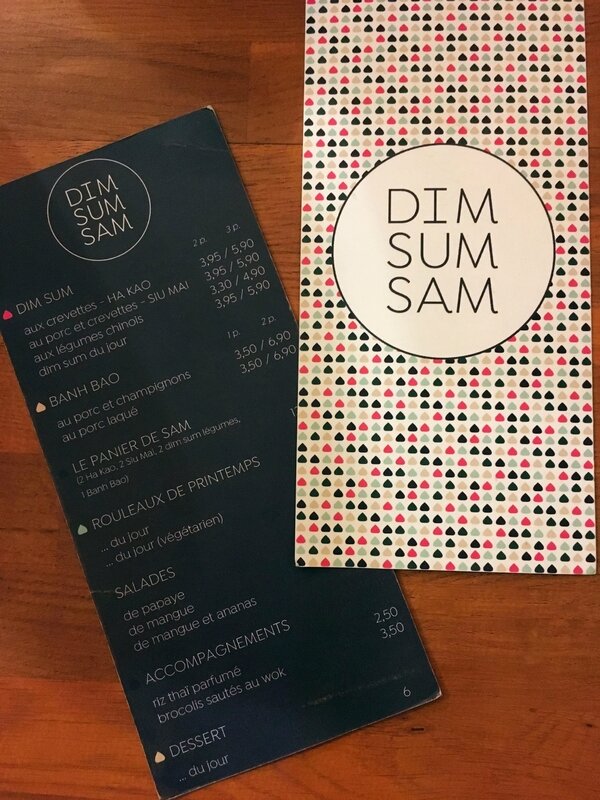 DIM
SUM
SAM
2 p. 3 p.
DIM SUM
aux crevettes - HA KAO 3,95 / 5,90
au porc et crevettes - SIU MAI 3,95 / 5,90
aux légumes chinois 3,30 / 4,90
dim sum du jour 3,95 / 5,90
1 p. 2 p.
BANH BAO
au porc et champignons 3,50 / 6,90
au porc laqué 3,50 / 6,90
LE PANIER DE SAM
(2 Ha Kao, 2 Siu Mai, 2 dim sum légumes,
1 Banh Bao)
ROULEAUX DE PRINTEMPS
... du jour
... du jour (végétarien)
SALADES
de papaye
de mangue
de mangue et ananas
ACCOMPAGNEMENTS
riz thaï parfumé 2,50
brocolis sautés au wok 3,50
6
DESSERT
... du jour
DIM
SUM
SAM